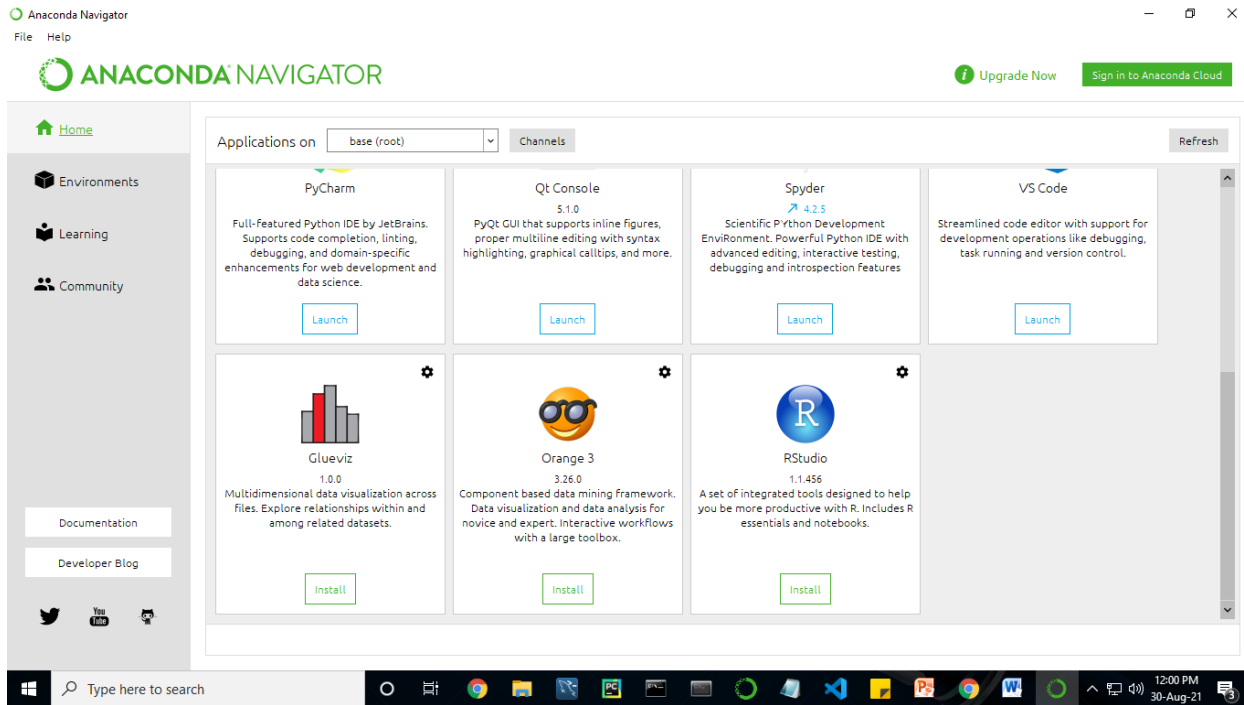 Anaconda Navigator
File Help
ANACONDA NAVIGATOR
i Upgrade Now
Sign in to Anaconda Cloud
Home
Environments
Learning
Community
Documentation
Developer Blog
You
Tube
Applications on base (root) Channels Refresh
PyCharm
Full-featured Python IDE by JetBrains.
Supports code completion, linting,
debugging, and domain-specific
enhancements for web development and
data science.
Launch
Qt Console
5.1.0
PyQt GUI that supports inline figures,
proper multiline editing with syntax
highlighting, graphical calltips, and more.
Launch
Spyder
4.2.5
Scientific PYthon Development
EnviRonment. Powerful Python IDE with
advanced editing, interactive testing,
debugging and introspection features
Launch
VS Code
Streamlined code editor with support for
development operations like debugging,
task running and version control.
Launch
Glueviz
1.0.0
Multidimensional data visualization across
files. Explore relationships within and
among related datasets.
Install
Orange 3
3.26.0
Component based data mining framework.
Data visualization and data analysis for
novice and expert. Interactive workflows
with a large toolbox.
Install
R
RStudio
1.1.456
A set of integrated tools designed to help
you be more productive with R. Includes R
essentials and notebooks.
Install
Type here to search
PC
P
W
12:00 PM
30-Aug-21
3